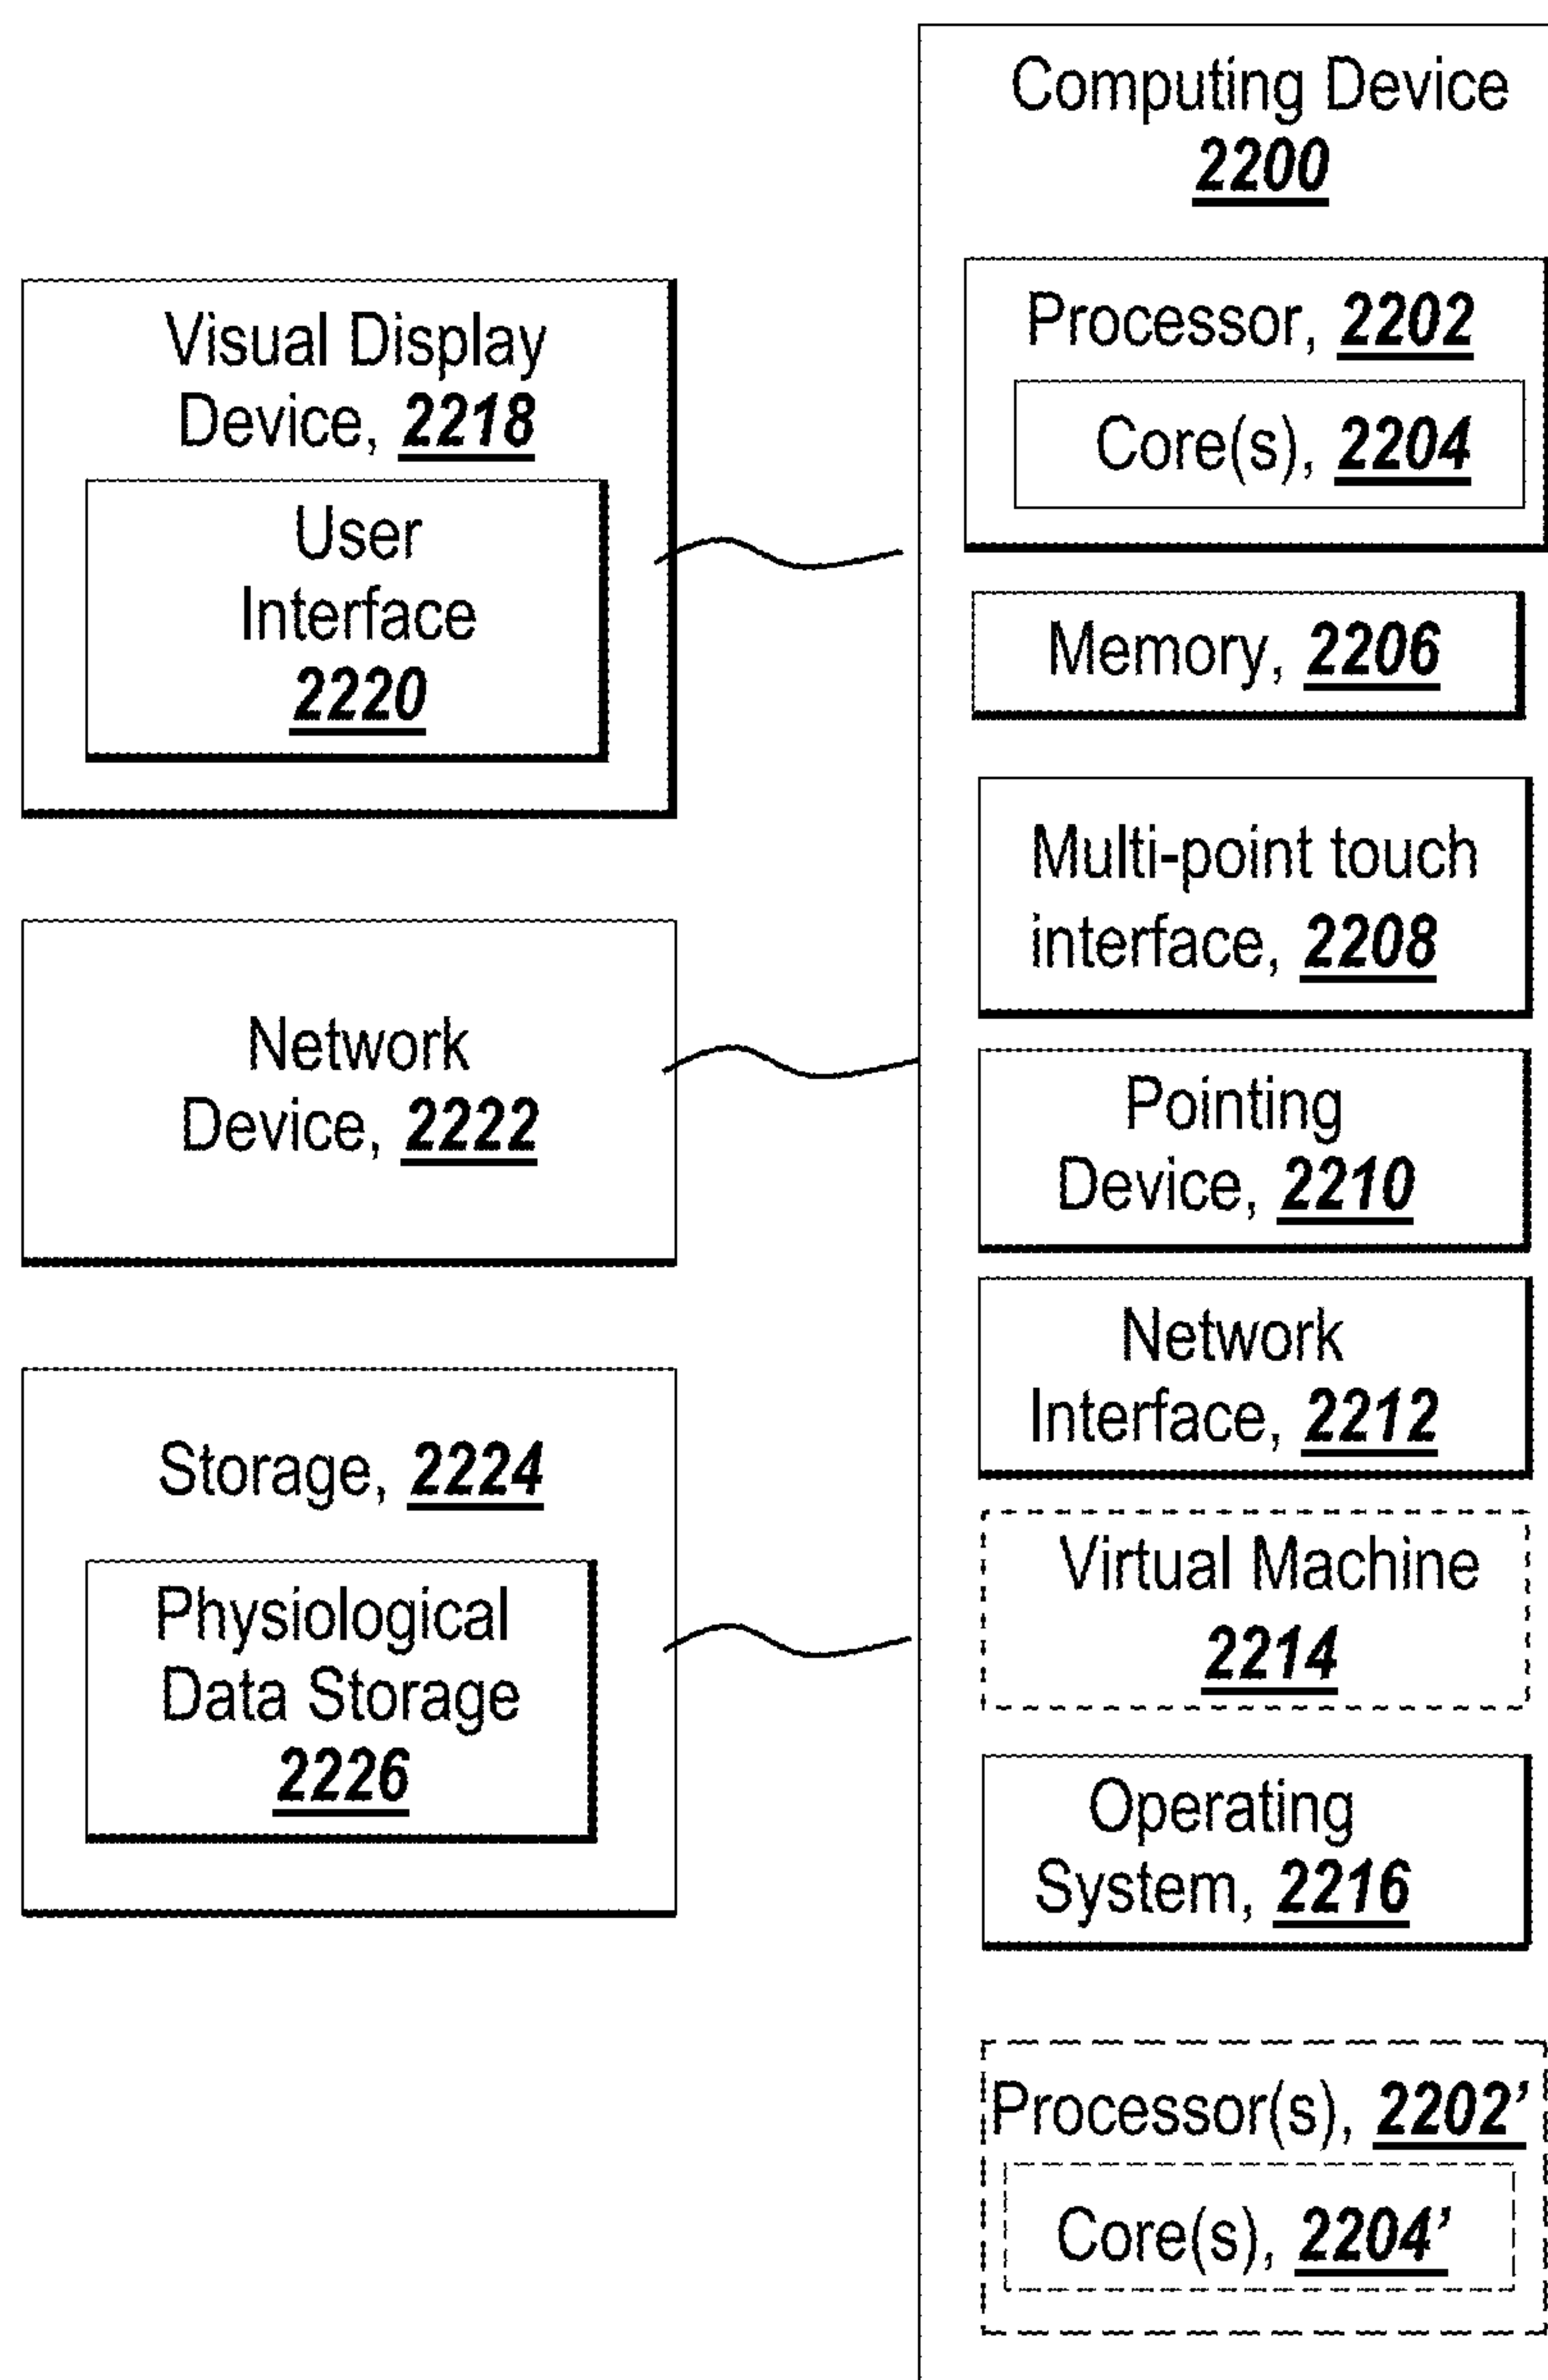 Visual Display
Device, 2218
User
Interface
2220
Network
Device, 2222
Storage, 2224
Physiological
Data Storage
2226
Computing Device
2200
Processor, 2202
Core(s), 2204
Memory, 2206
Multi-point touch
interface, 2208
Pointing
Device, 2210
Network
Interface, 2212
Virtual Machine
2214
Operating
System, 2216
Processor(s), 2202’
Core(s), 2204’